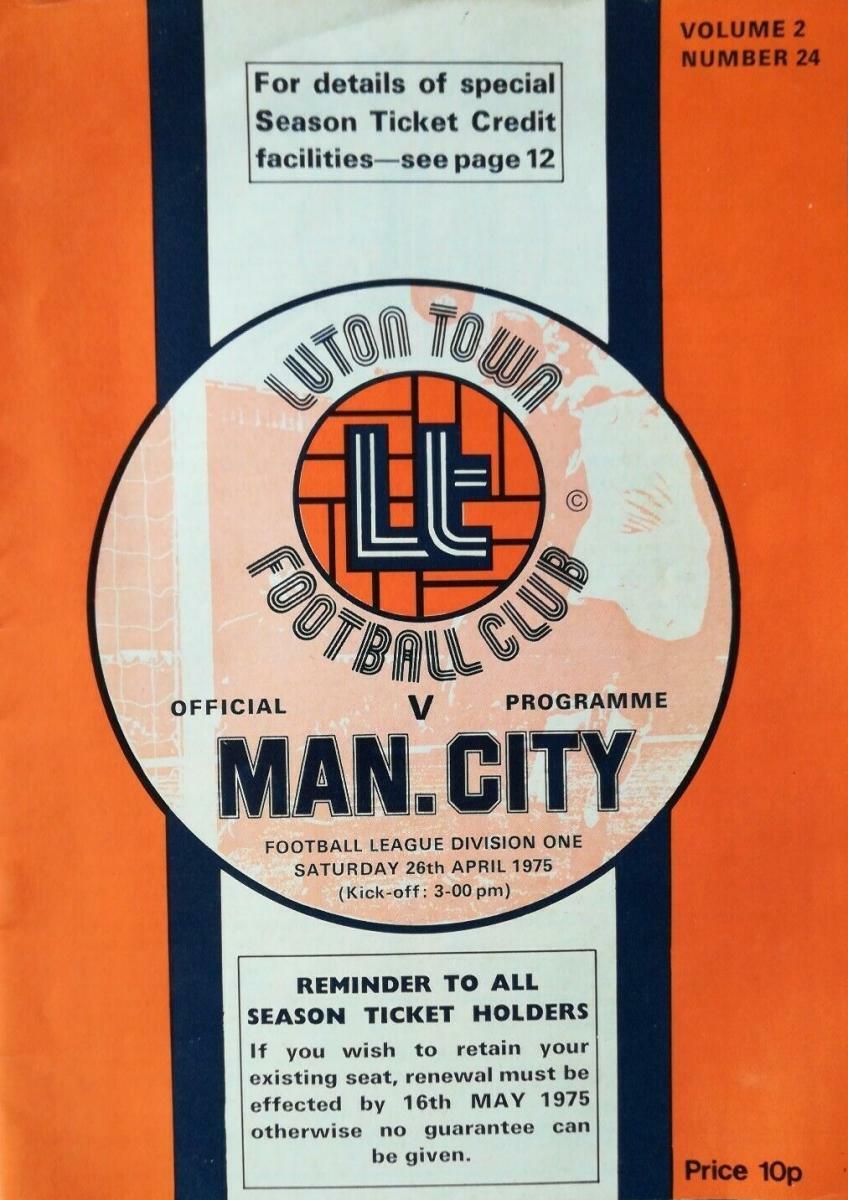 VOLUME 2
NUMBER 24
For details of special
Season Ticket Credit
facilities—see page 12
LUTON TOWN
Lt
©
FOOTBALL CLUB
OFFICIAL V PROGRAMME
MAN. CITY
FOOTBALL LEAGUE DIVISION ONE
SATURDAY 26th APRIL 1975
(Kick-off: 3-00 pm)
REMINDER TO ALL
SEASON TICKET HOLDERS
If you wish to retain your
existing seat, renewal must be
effected by 16th MAY 1975
otherwise no guarantee can
be given.
Price 10p